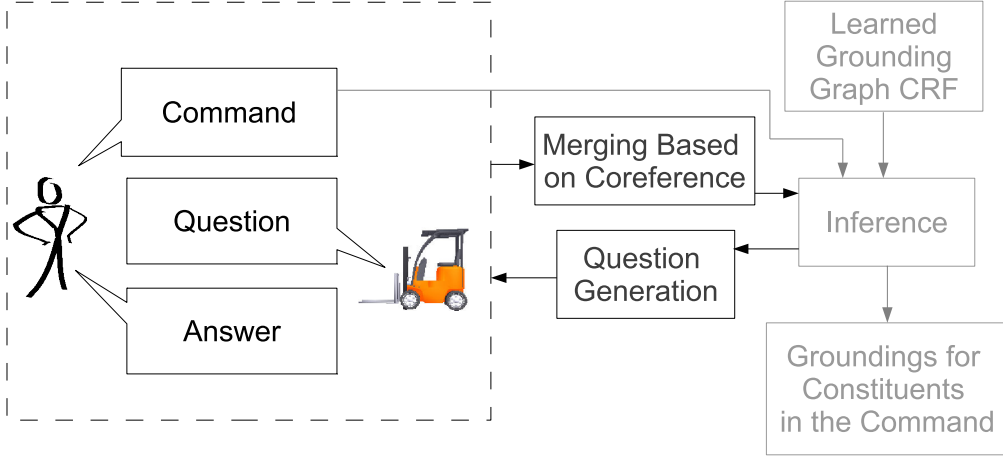 Command
Question
Answer
Merging Based
on Coreference
Question
Generation
Learned
Grounding
Graph CRF
Inference
Groundings for
Constituents
in the Command